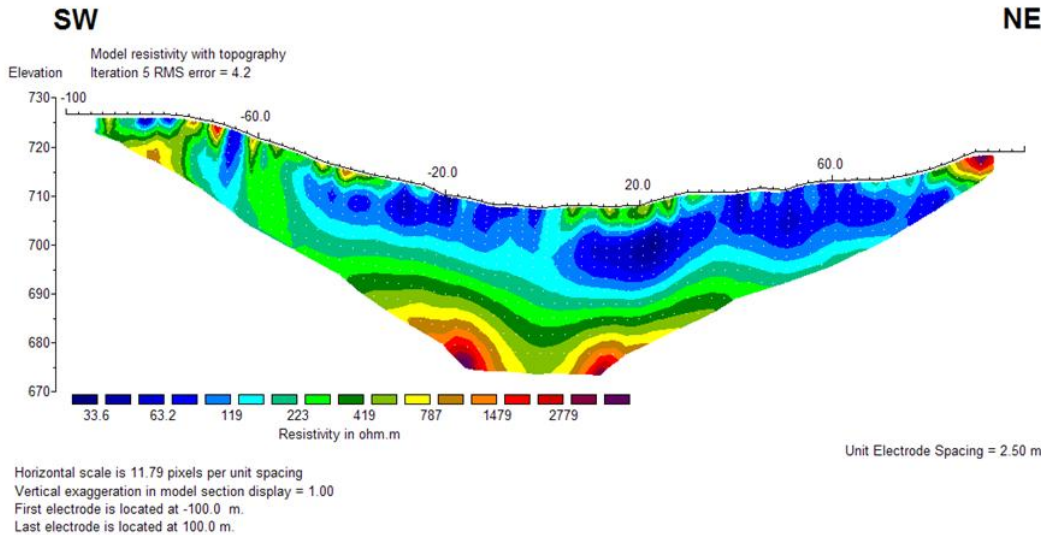 SW NE
Model resistivity with topography
Elevation Iteration 5 RMS error = 4.2
730 -100
-60.0
720
-20.0 20.0 60.0
710
700
690
680
670
33.6 63.2 119 223 419 787 1479 2779
Resistivity in ohm.m
Unit Electrode Spacing = 2.50 m
Horizontal scale is 11.79 pixels per unit spacing
Vertical exaggeration in model section display = 1.00
First electrode is located at -100.0 m.
Last electrode is located at 100.0 m.